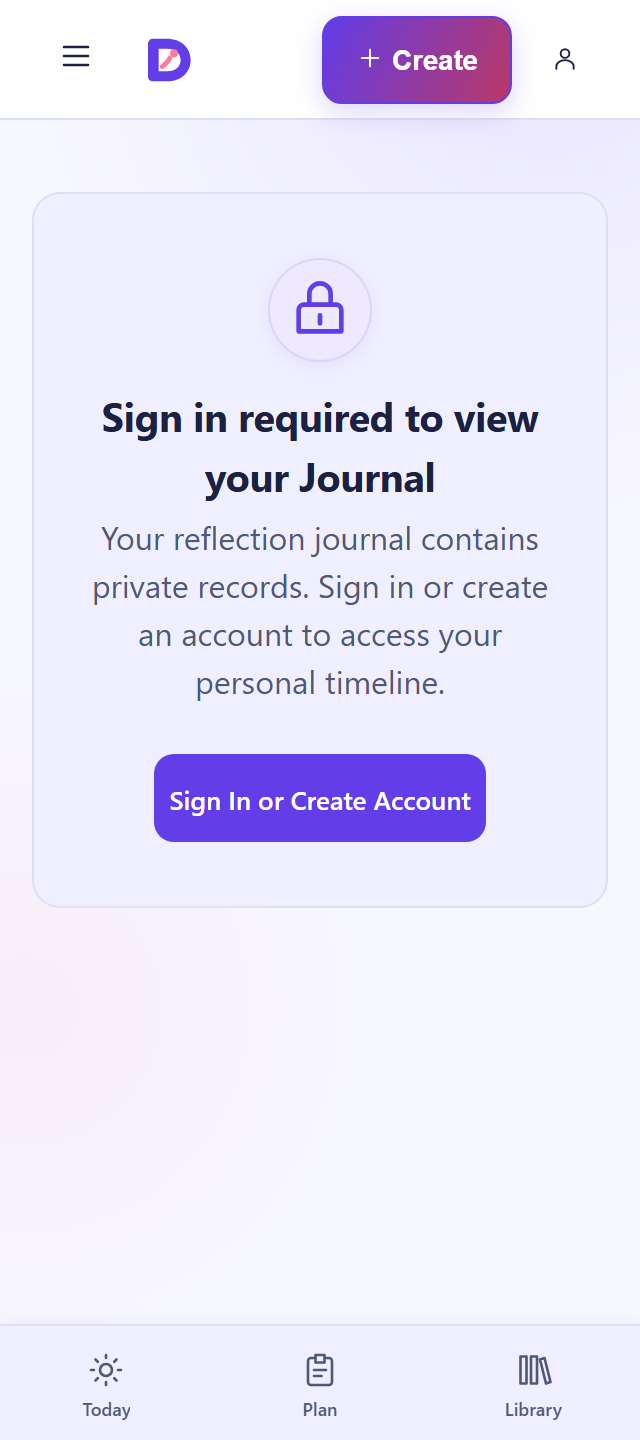 Create
Sign in required to view
your Journal
Your reflection journal contains
private records. Sign in or create
an account to access your
personal timeline.
Sign In or Create Account
Today
Plan
Library